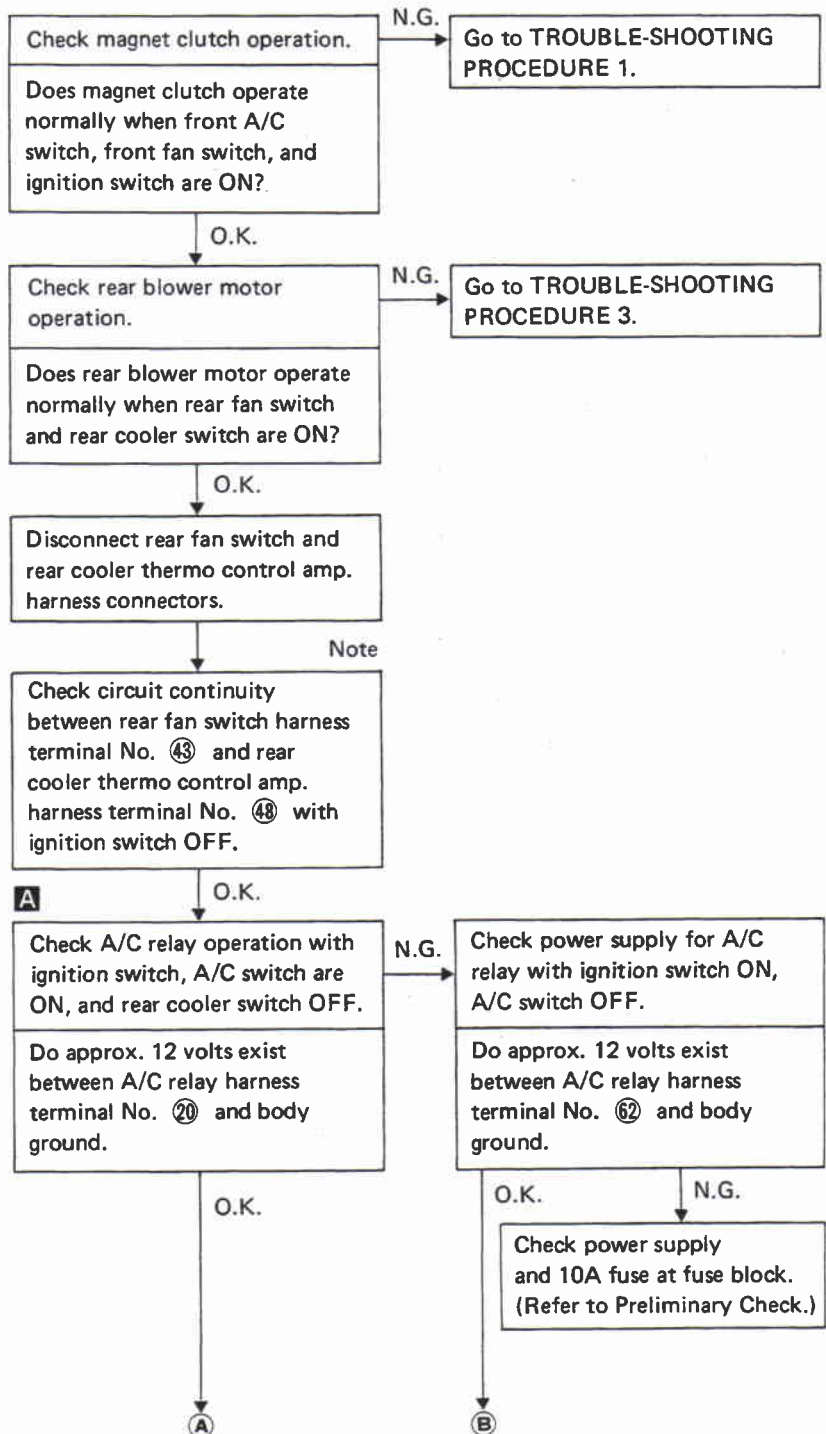 Check magnet clutch operation.
N.G.
Go to TROUBLE-SHOOTING
PROCEDURE 1.
Does magnet clutch operate
normally when front A/C
switch, front fan switch, and
ignition switch are ON?
O.K.
Check rear blower motor
operation.
N.G.
Go to TROUBLE-SHOOTING
PROCEDURE 3.
Does rear blower motor operate
normally when rear fan switch
and rear cooler switch are ON?
O.K.
Disconnect rear fan switch and
rear cooler thermo control amp.
harness connectors.
Note
Check circuit continuity
between rear fan switch harness
terminal No. ㊸ and rear
cooler thermo control amp.
harness terminal No. ㊽ with
ignition switch OFF.
O.K.
A
Check A/C relay operation with
ignition switch, A/C switch are
ON, and rear cooler switch OFF.
Do approx. 12 volts exist
between A/C relay harness
terminal No. ⑳ and body
ground.
N.G.
Check power supply for A/C
relay with ignition switch ON,
A/C switch OFF.
Do approx. 12 volts exist
between A/C relay harness
terminal No. 62 and body
ground.
O.K.
O.K.
N.G.
Check power supply
and 10A fuse at fuse block.
(Refer to Preliminary Check.)
Ⓐ
Ⓑ